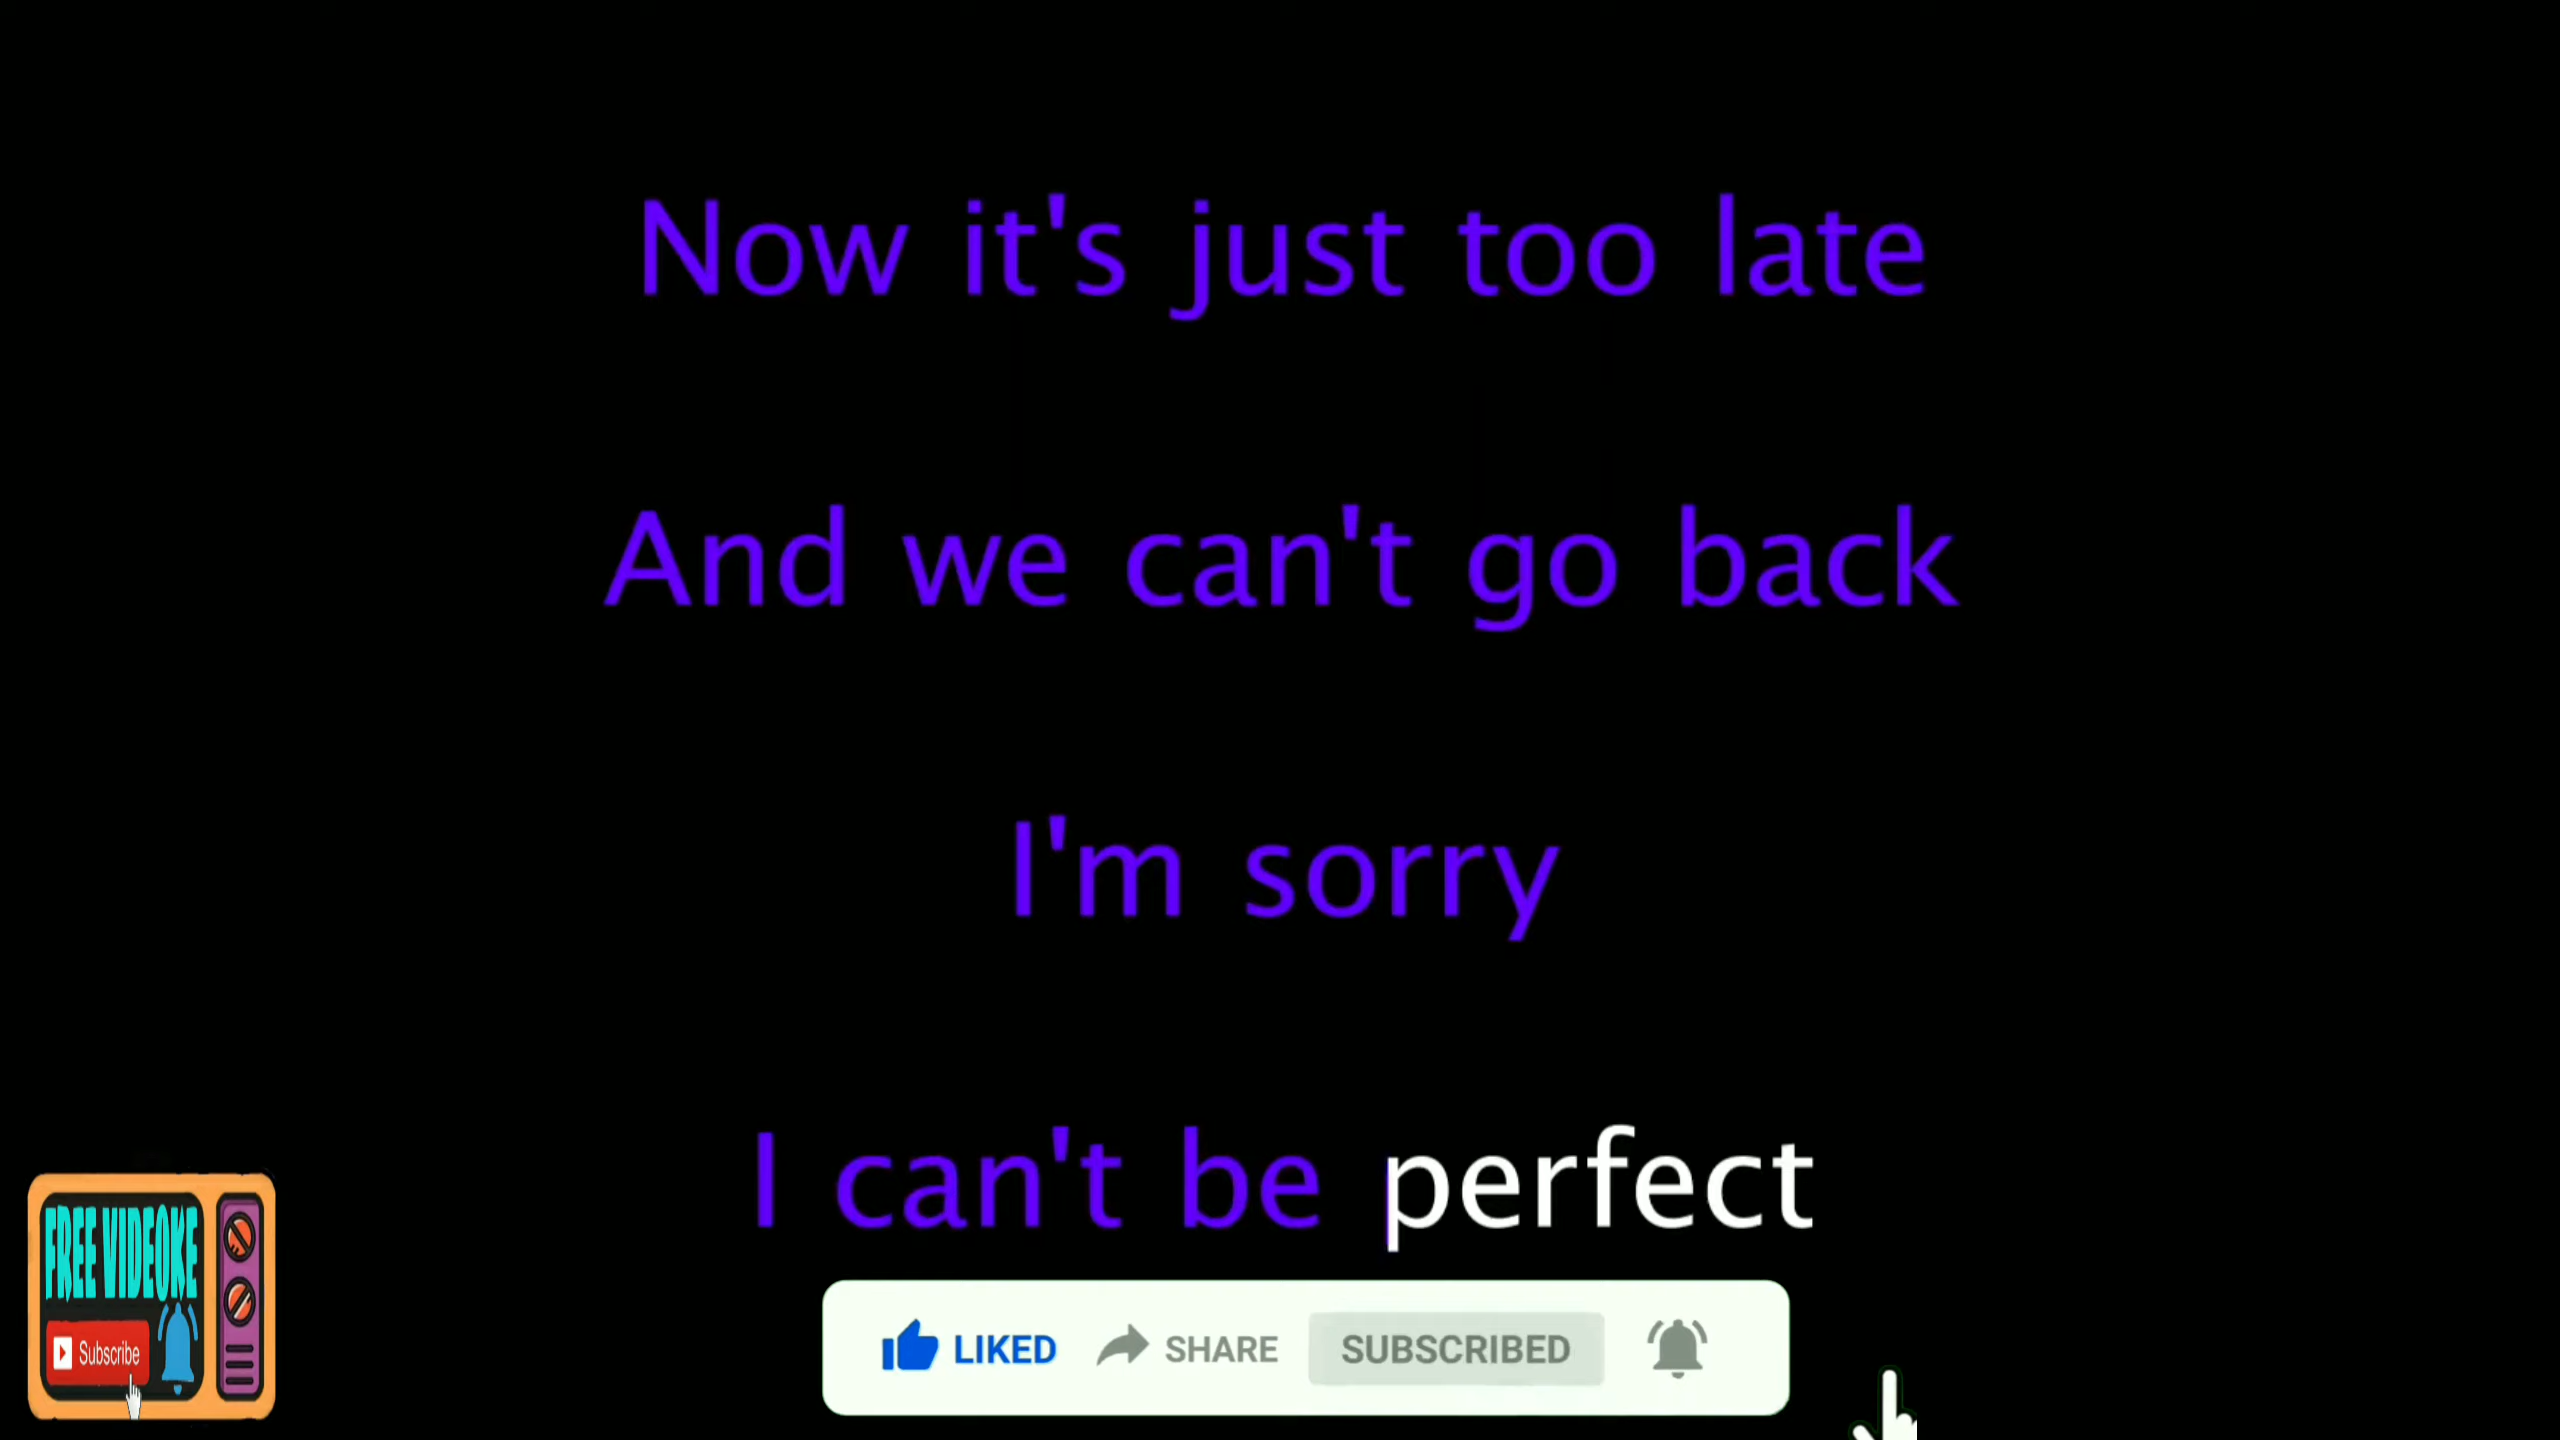 Now it's just too late
And we can't go back
I'm sorry
I can't be perfect
FREE VIDEOKE
Subscribe
LIKED SHARE SUBSCRIBED